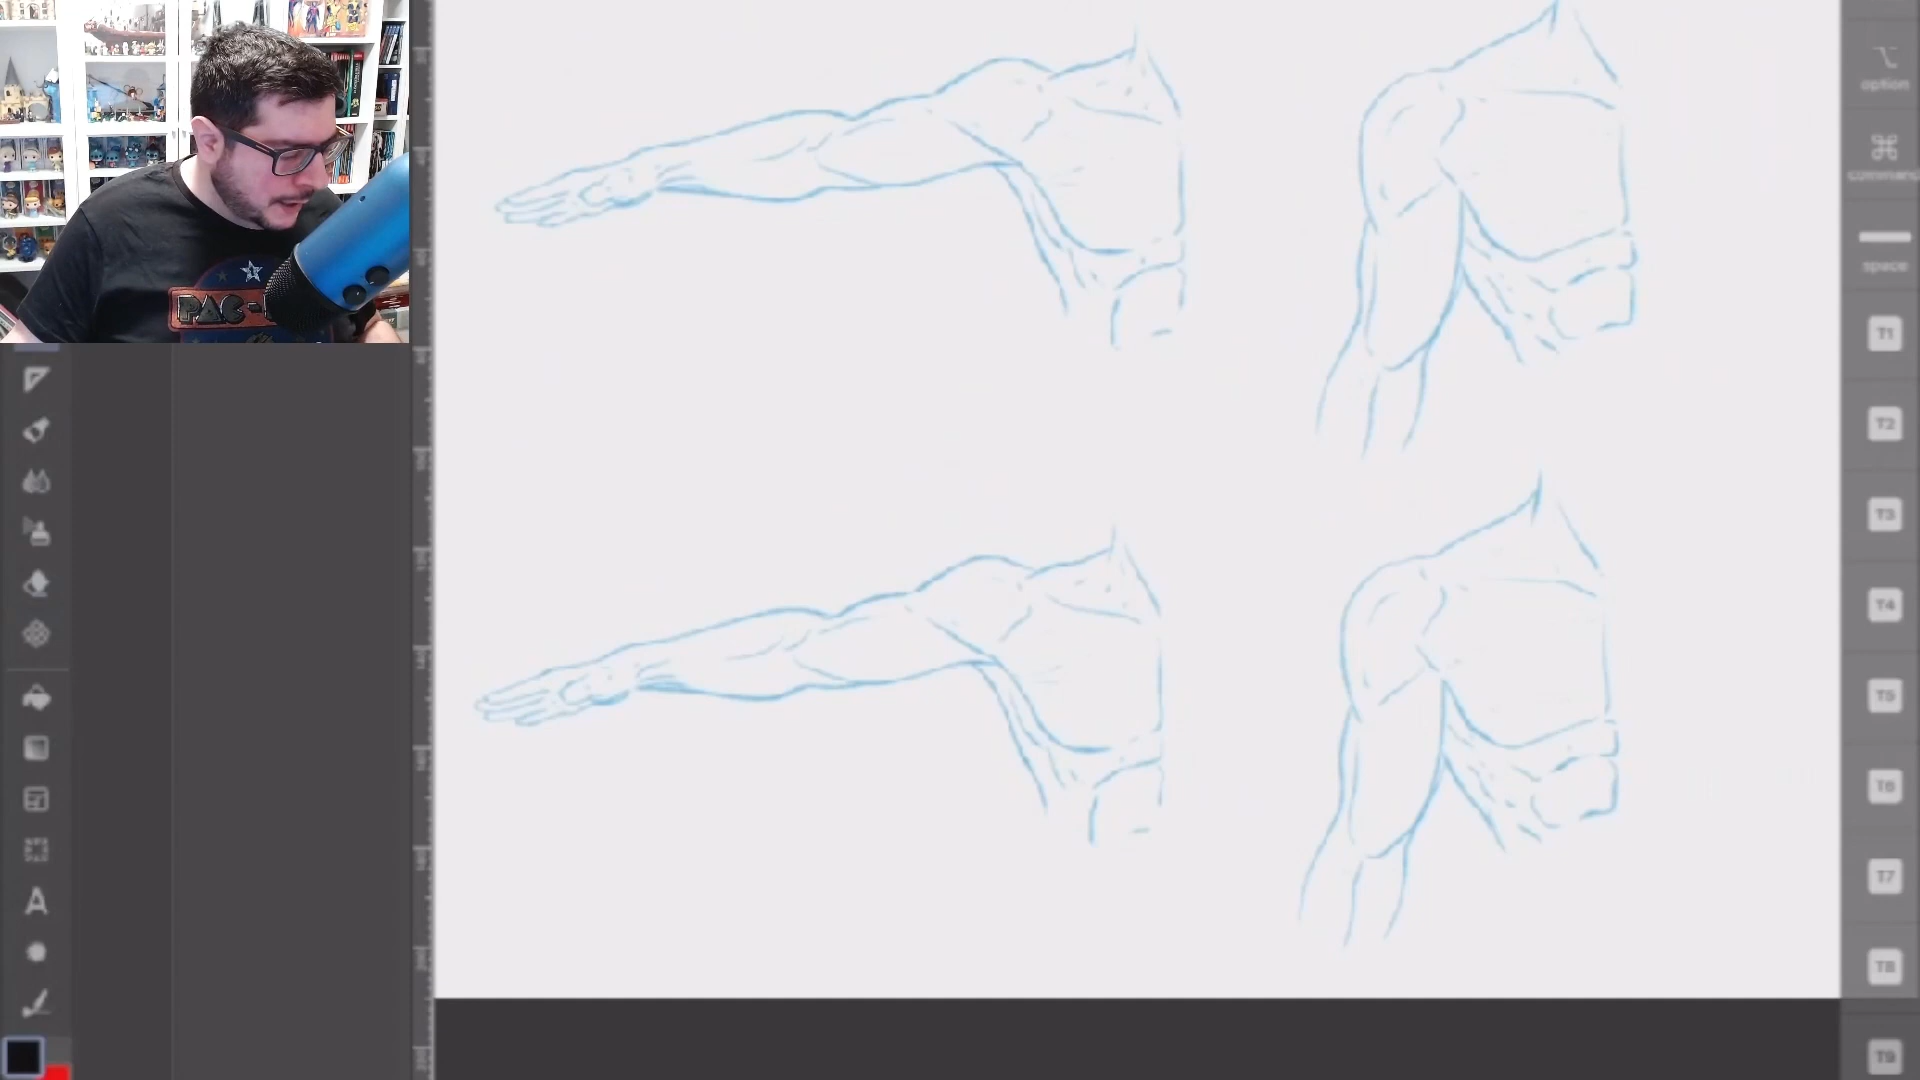 PAC-
option
command
space
T1
T2
T3
T4
T5
T6
T7
T8
T9
A